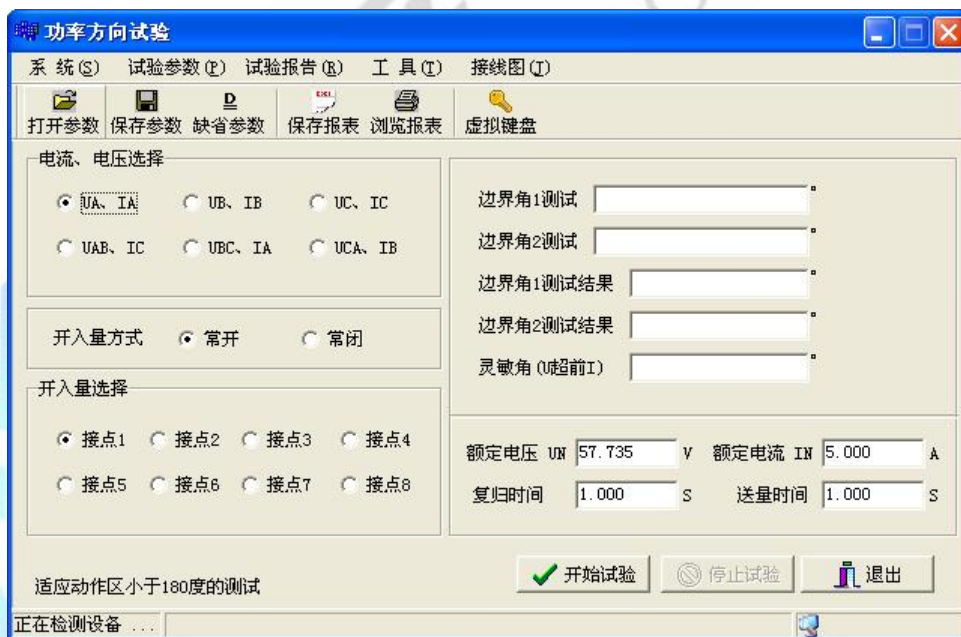 功率方向试验
系 统(S) 试验参数(P) 试验报告(R) 工 具(T) 接线图(J)
打开参数 保存参数 缺省参数 保存报表 浏览报表 虚拟键盘
电流、电压选择
UA、IA UB、IB UC、IC
UAB、IC UBC、IA UCA、IB
开入量方式 常开 常闭
开入量选择
接点1 接点2 接点3 接点4
接点5 接点6 接点7 接点8
边界角1测试 °
边界角2测试 °
边界角1测试结果 °
边界角2测试结果 °
灵敏角(U超前I) °
额定电压 UN 57.735 V 额定电流 IN 5.000 A
复归时间 1.000 S 送量时间 1.000 S
适应动作区小于180度的测试
开始试验 停止试验 退出
正在检测设备 ...